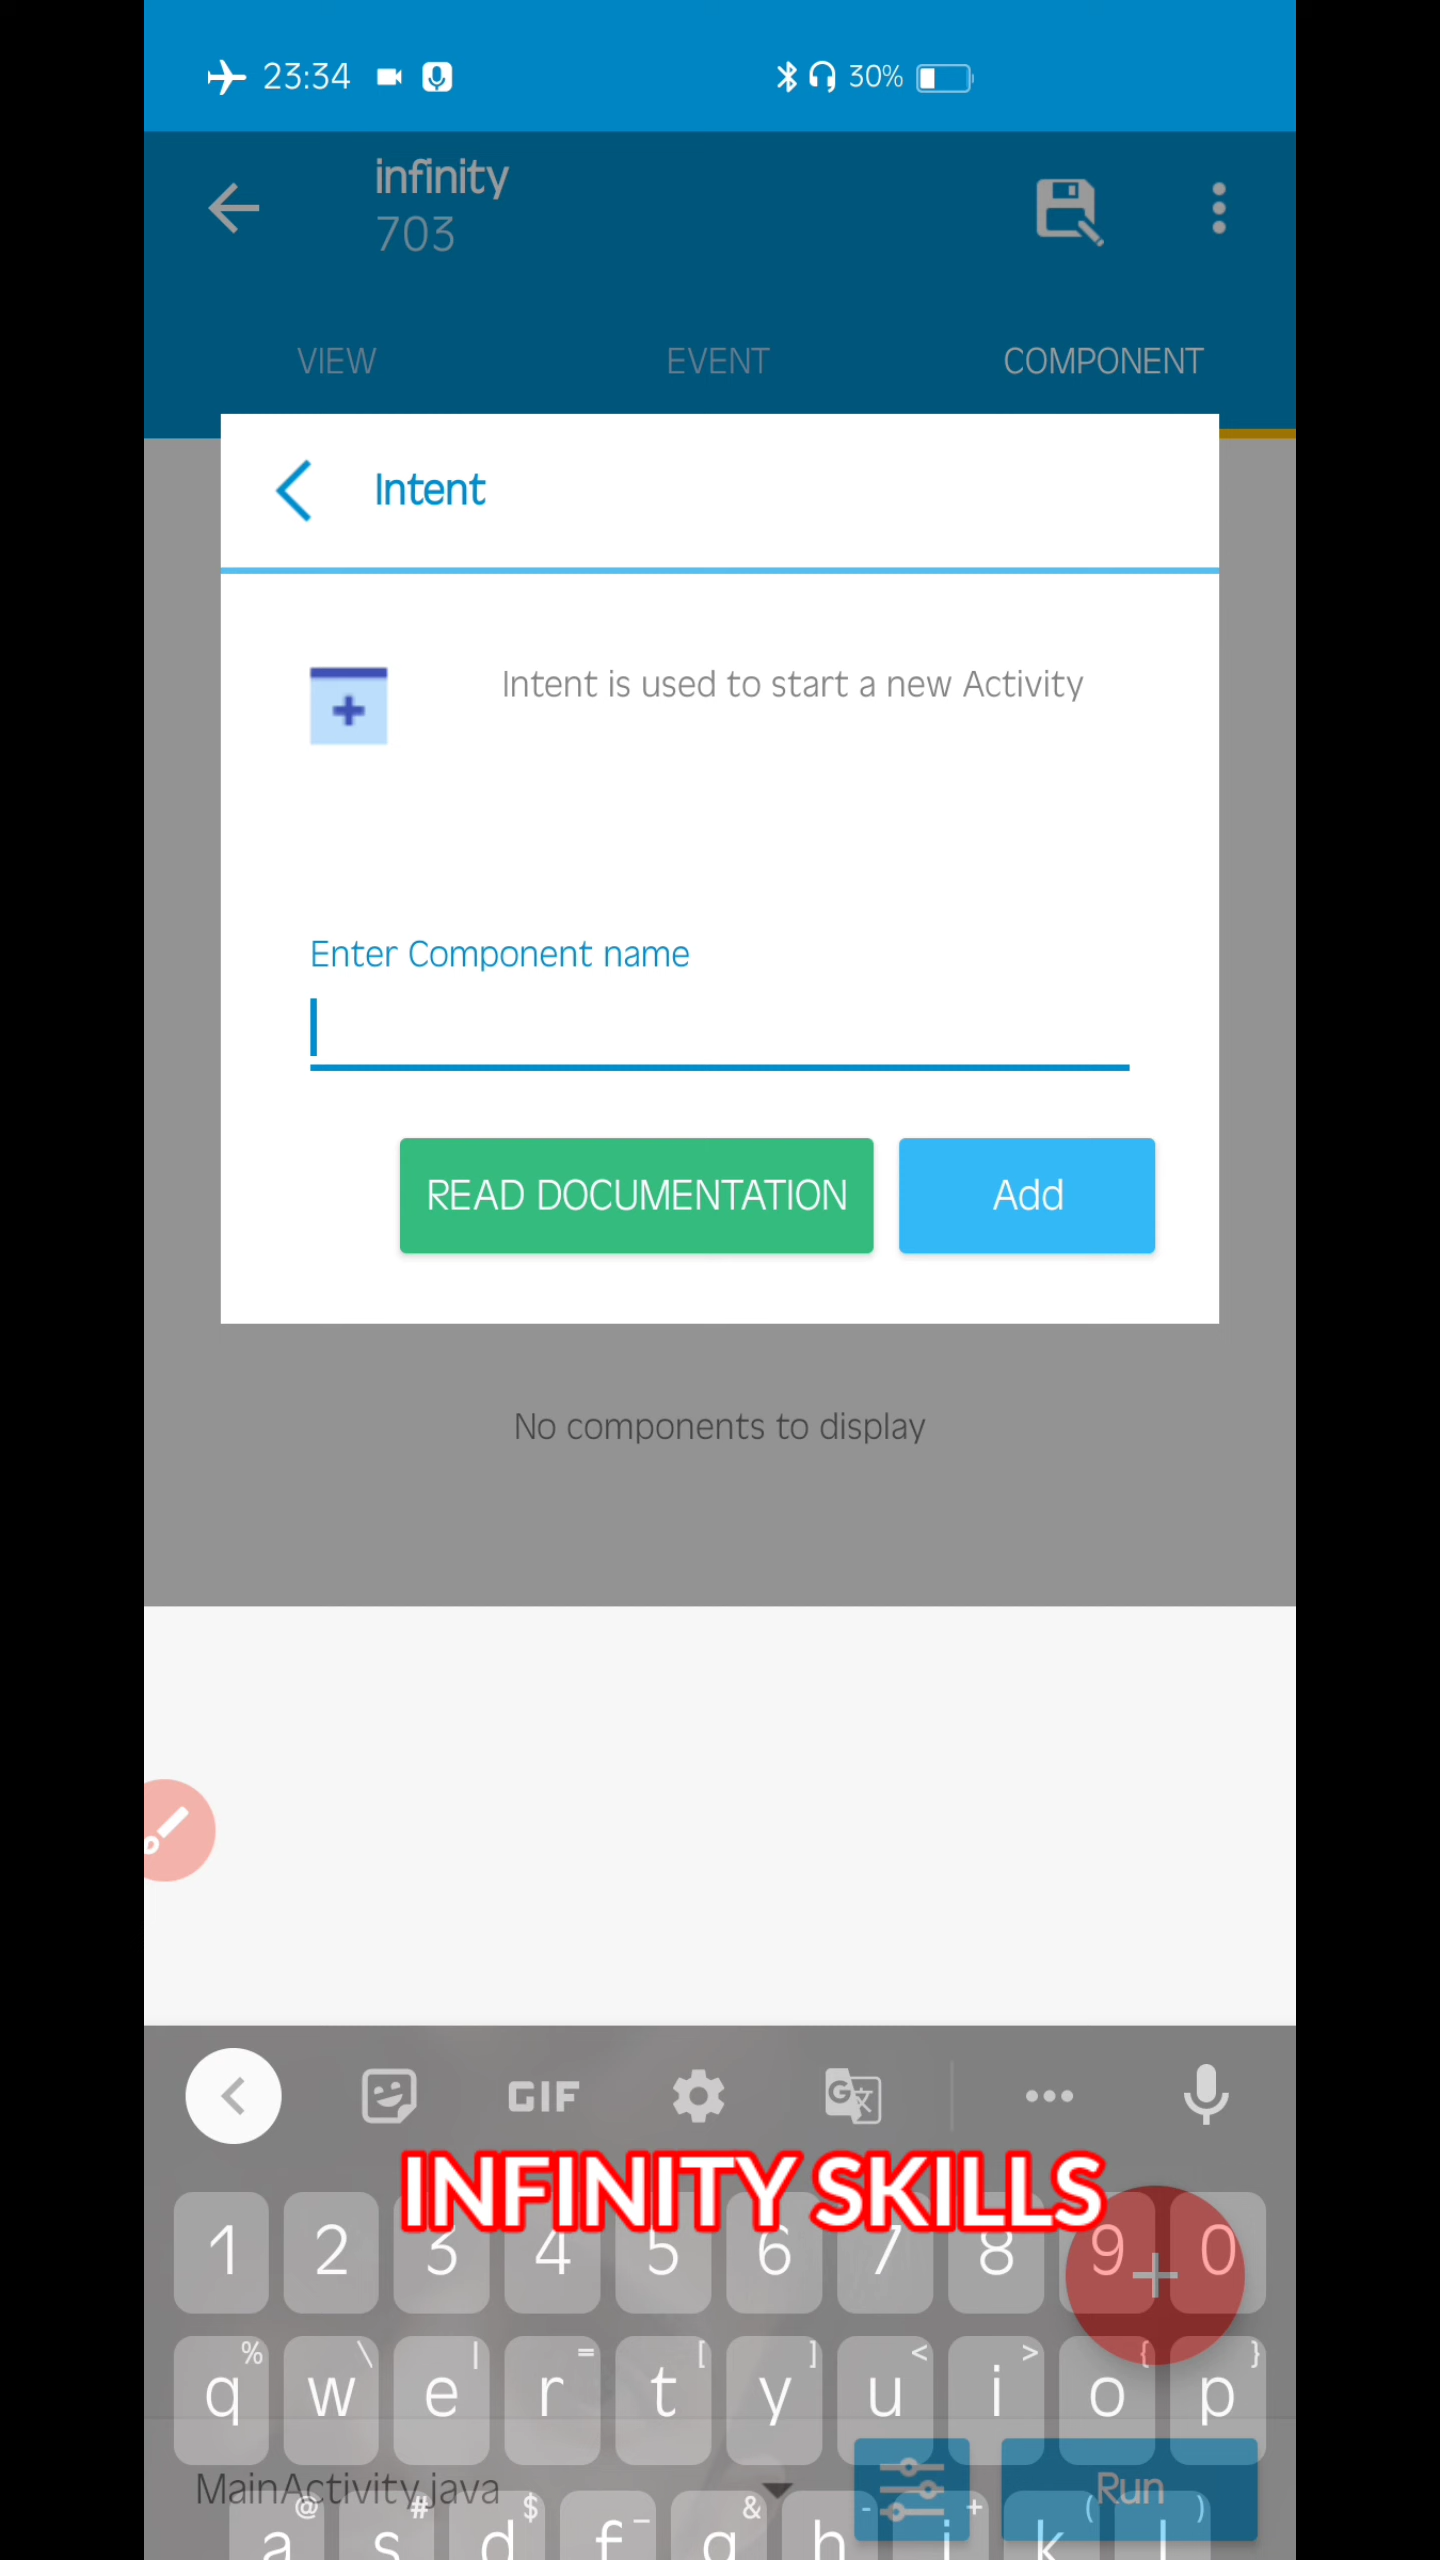 23:34 30%
infinity
703
VIEW EVENT COMPONENT
Intent
Intent is used to start a new Activity
Enter Component name
READ DOCUMENTATION Add
No components to display
GIF
INFINITY SKILLS
1 2 3 4 5 6 7 8 9 0
% \ | = [ ] < > { }
q w e r t y u i o p
MainActivity.java Run
@ # $ _ & - + ( )
a s d f g h j k l